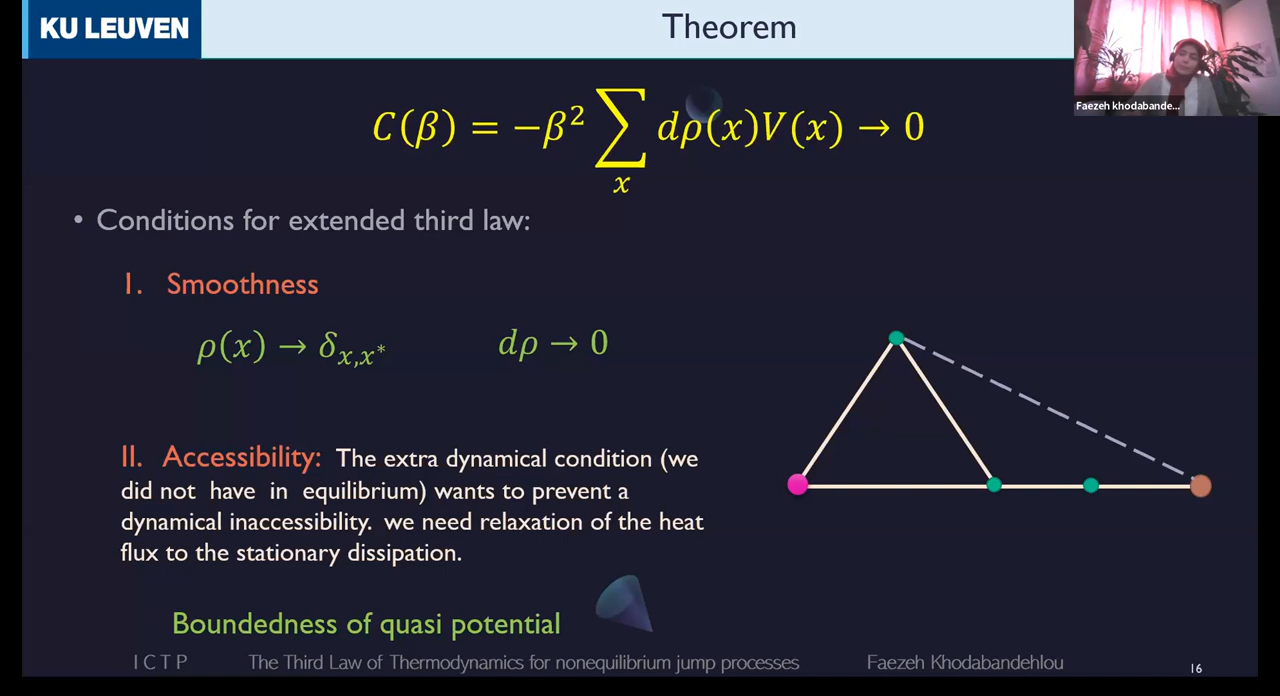 KU LEUVEN
Theorem
Faezeh khodabande...
C(β) = −β² ∑ₓ dρ(x)V(x) → 0
• Conditions for extended third law:
I. Smoothness
ρ(x) → δₓ,ₓ* dρ → 0
II. Accessibility: The extra dynamical condition (we
did not have in equilibrium) wants to prevent a
dynamical inaccessibility. we need relaxation of the heat
flux to the stationary dissipation.
Boundedness of quasi potential
ICTP The Third Law of Thermodynamics for nonequilibrium jump processes Faezeh Khodabandehlou 16